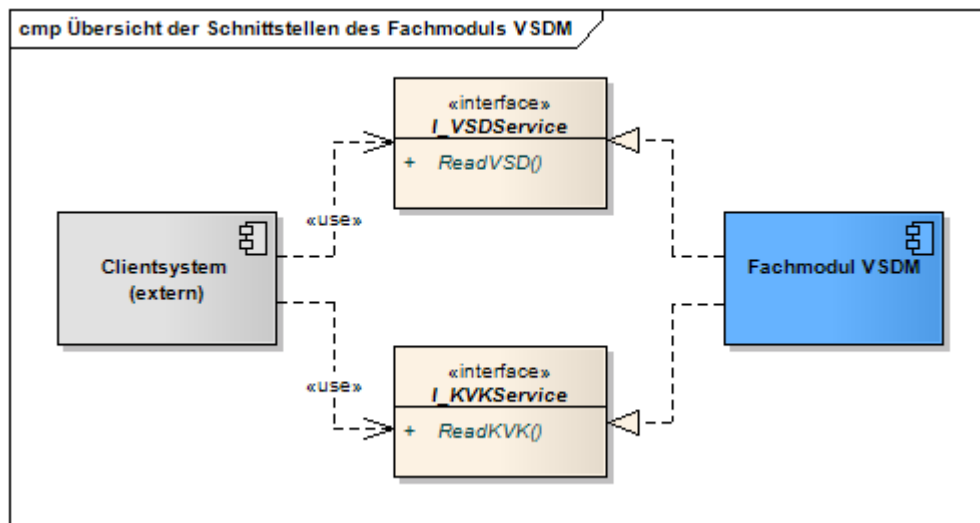 cmp Übersicht der Schnittstellen des Fachmoduls VSDM
«interface»
I_VSDService
+ ReadVSD()
«use»
Clientsystem
(extern)
Fachmodul VSDM
«use»
«interface»
I_KVKService
+ ReadKVK()